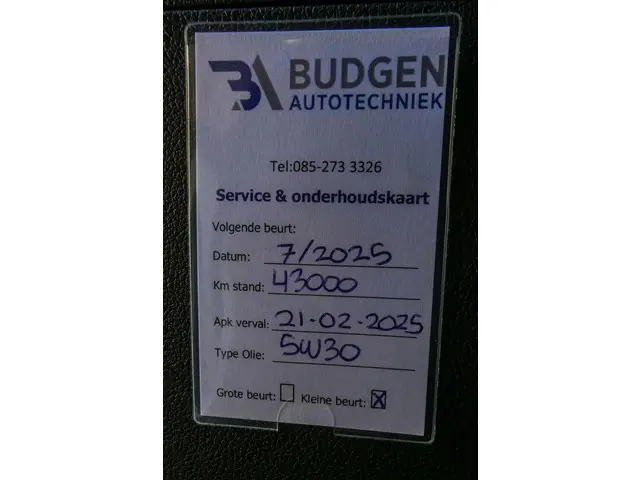 BA BUDGEN
AUTOTECHNIEK
Tel:085-273 3326
Service & onderhoudskaart
Volgende beurt:
Datum: 7/2025
Km stand: 43000
Apk verval: 21-02-2025
Type Olie: 5W30
Grote beurt: Kleine beurt: